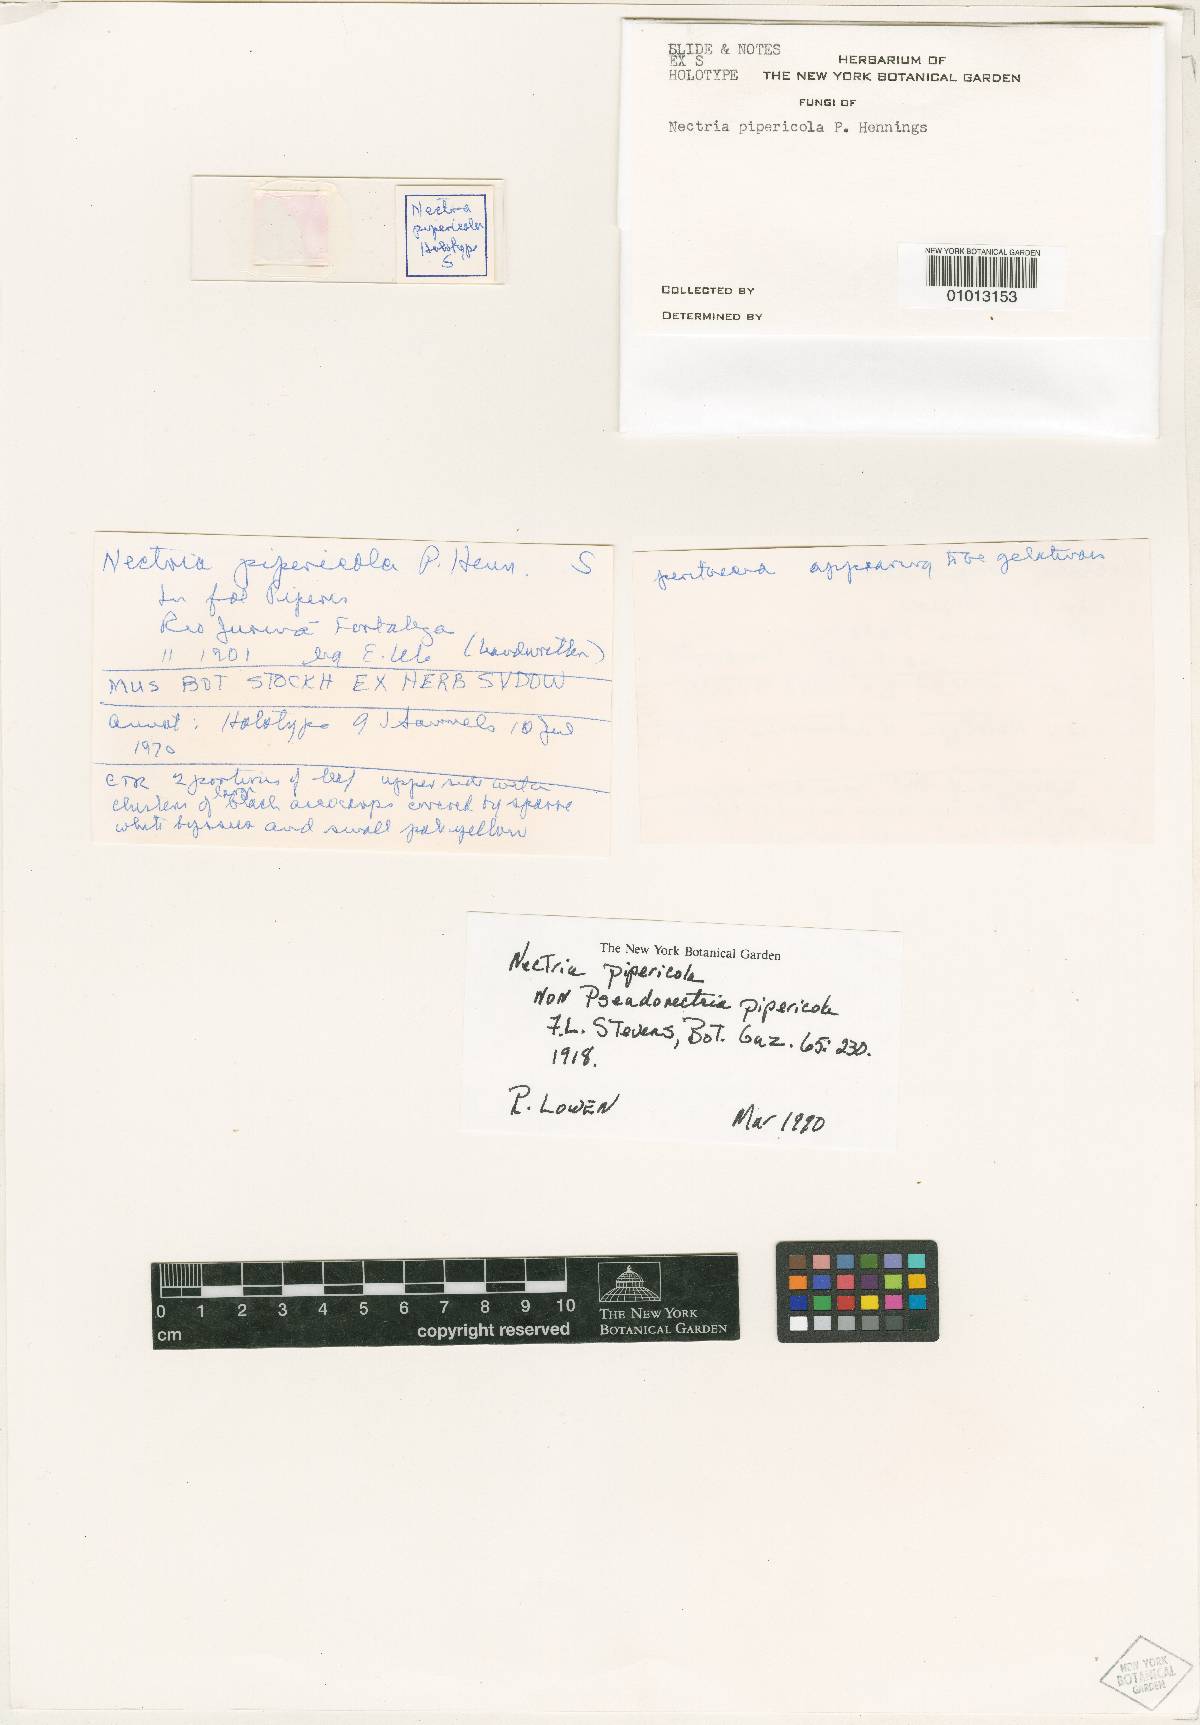 SLIDE & NOTES
EX S
HOLOTYPE
HERBARIUM OF
THE NEW YORK BOTANICAL GARDEN
FUNGI OF
Nectria pipericola P. Hennings
NEW YORK BOTANICAL GARDEN
01013153
COLLECTED BY
DETERMINED BY
Nectria
pipericola
Holotype
S
Nectria pipericola P. Henn. S
In fol Piperis
Rio Juruá Fortaleza
11 1901 leg E. Ule (handwritten)
MUS BOT STOCKH EX HERB SYDOW
Annot: Holotype G J Samuels 10 Jul
1970
CTR 2 portions of leaf upper side with
clusters of black ascocarps covered by sparse
white byssus and small pale yellow
perithecia appearing to be gelatinous
The New York Botanical Garden
Nectria pipericola
NON Pseudonectria pipericola
F.L. Stevens, Bot. Gaz. 65: 230.
1918.
R. LOWEN Mar 1990
0 1 2 3 4 5 6 7 8 9 10
cm
copyright reserved
THE NEW YORK
BOTANICAL GARDEN
NEW YORK
BOTANICAL
GARDEN